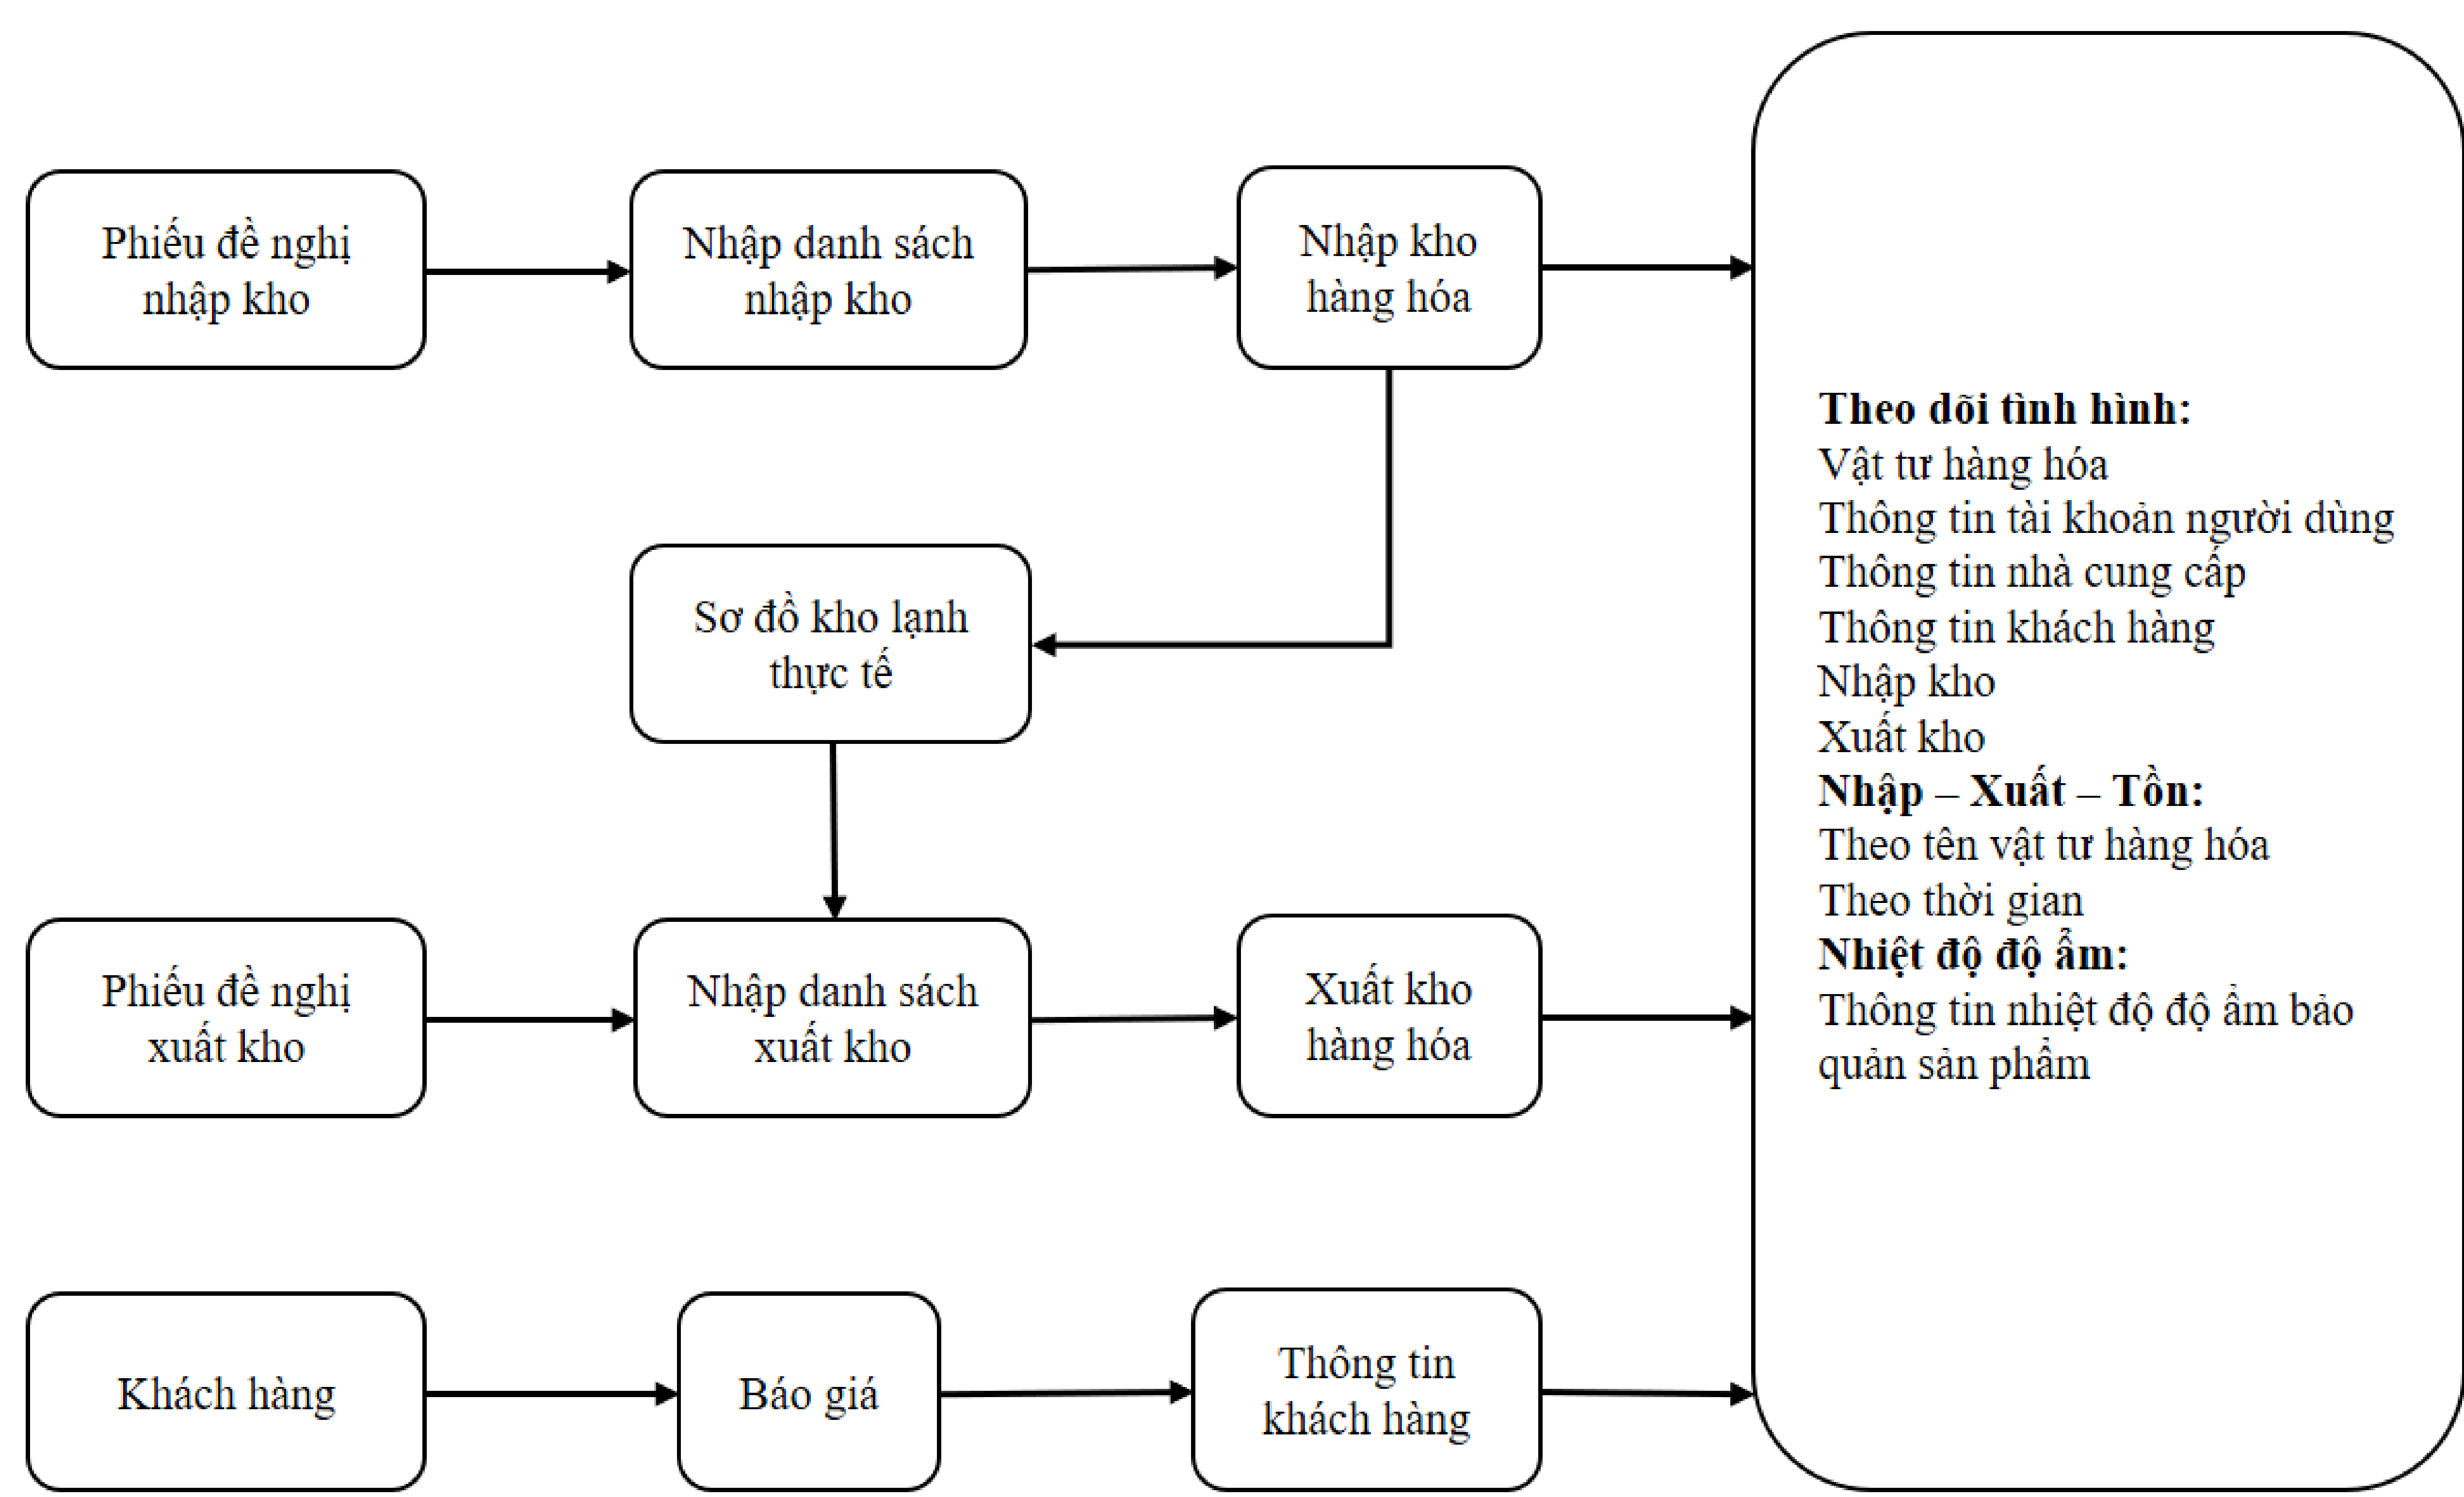 Phiếu đề nghị
nhập kho
Nhập danh sách
nhập kho
Nhập kho
hàng hóa
Sơ đồ kho lạnh
thực tế
Phiếu đề nghị
xuất kho
Nhập danh sách
xuất kho
Xuất kho
hàng hóa
Khách hàng
Báo giá
Thông tin
khách hàng
Theo dõi tình hình:
Vật tư hàng hóa
Thông tin tài khoản người dùng
Thông tin nhà cung cấp
Thông tin khách hàng
Nhập kho
Xuất kho
Nhập – Xuất – Tồn:
Theo tên vật tư hàng hóa
Theo thời gian
Nhiệt độ độ ẩm:
Thông tin nhiệt độ độ ẩm bảo
quản sản phẩm